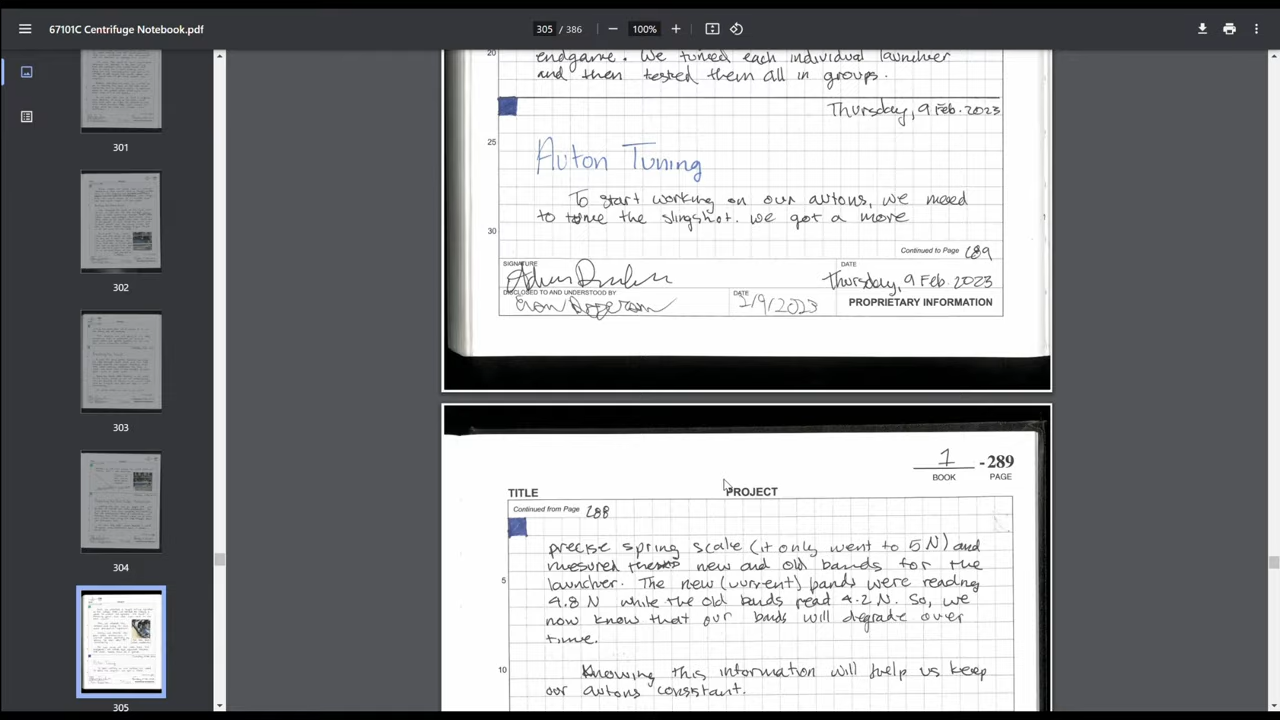 67101C Centrifuge Notebook.pdf
305 / 386
100%
301
302
303
304
305
20
endgame. We tuned each individual launcher
and then tested them all in groups.
Thursday, 9 Feb. 2023
25
Auton Tuning
To start working on our autons, we need
to tune the slingshot. we got a more
30
Continued to Page 289
SIGNATURE
DATE
Thursday, 9 Feb. 2023
DISCLOSED TO AND UNDERSTOOD BY
DATE
2/9/2023
PROPRIETARY INFORMATION
1 -289
BOOK PAGE
TITLE PROJECT
Continued from Page 288
precise spring scale (it only went to 5 N) and
mesured new and old bands for the
5
launcher. The new (current) bands were reading
4.8 N while the old bands read 4.2 N. So, we
now know that our bands will degrade over
time.
10
Knowing this information will help us keep
our autons consistant.